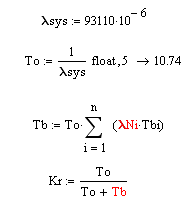 λsys := 93110·10^-6
To := 1/λsys float,5 → 10.74
Tb := To· n ∑ i = 1 (λNi·Tbi)
Kr := To/To + Tb